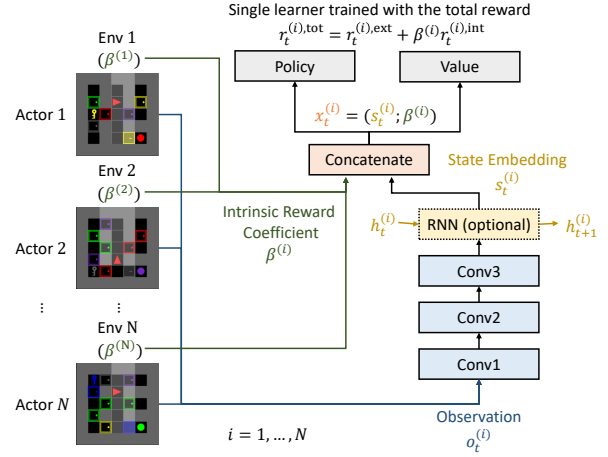 Single learner trained with the total reward
r_t^{(i),tot} = r_t^{(i),ext} + β^{(i)} r_t^{(i),int}
Policy
Value
x_t^{(i)} = (s_t^{(i)}; β^{(i)})
Concatenate
State Embedding
s_t^{(i)}
h_t^{(i)}
RNN (optional)
h_{t+1}^{(i)}
Conv3
Conv2
Conv1
Observation
o_t^{(i)}
Env 1
(β^{(1)})
Actor 1
Env 2
(β^{(2)})
Actor 2
Intrinsic Reward
Coefficient
β^{(i)}
... ...
Env N
(β^{(N)})
Actor N
i = 1, ..., N